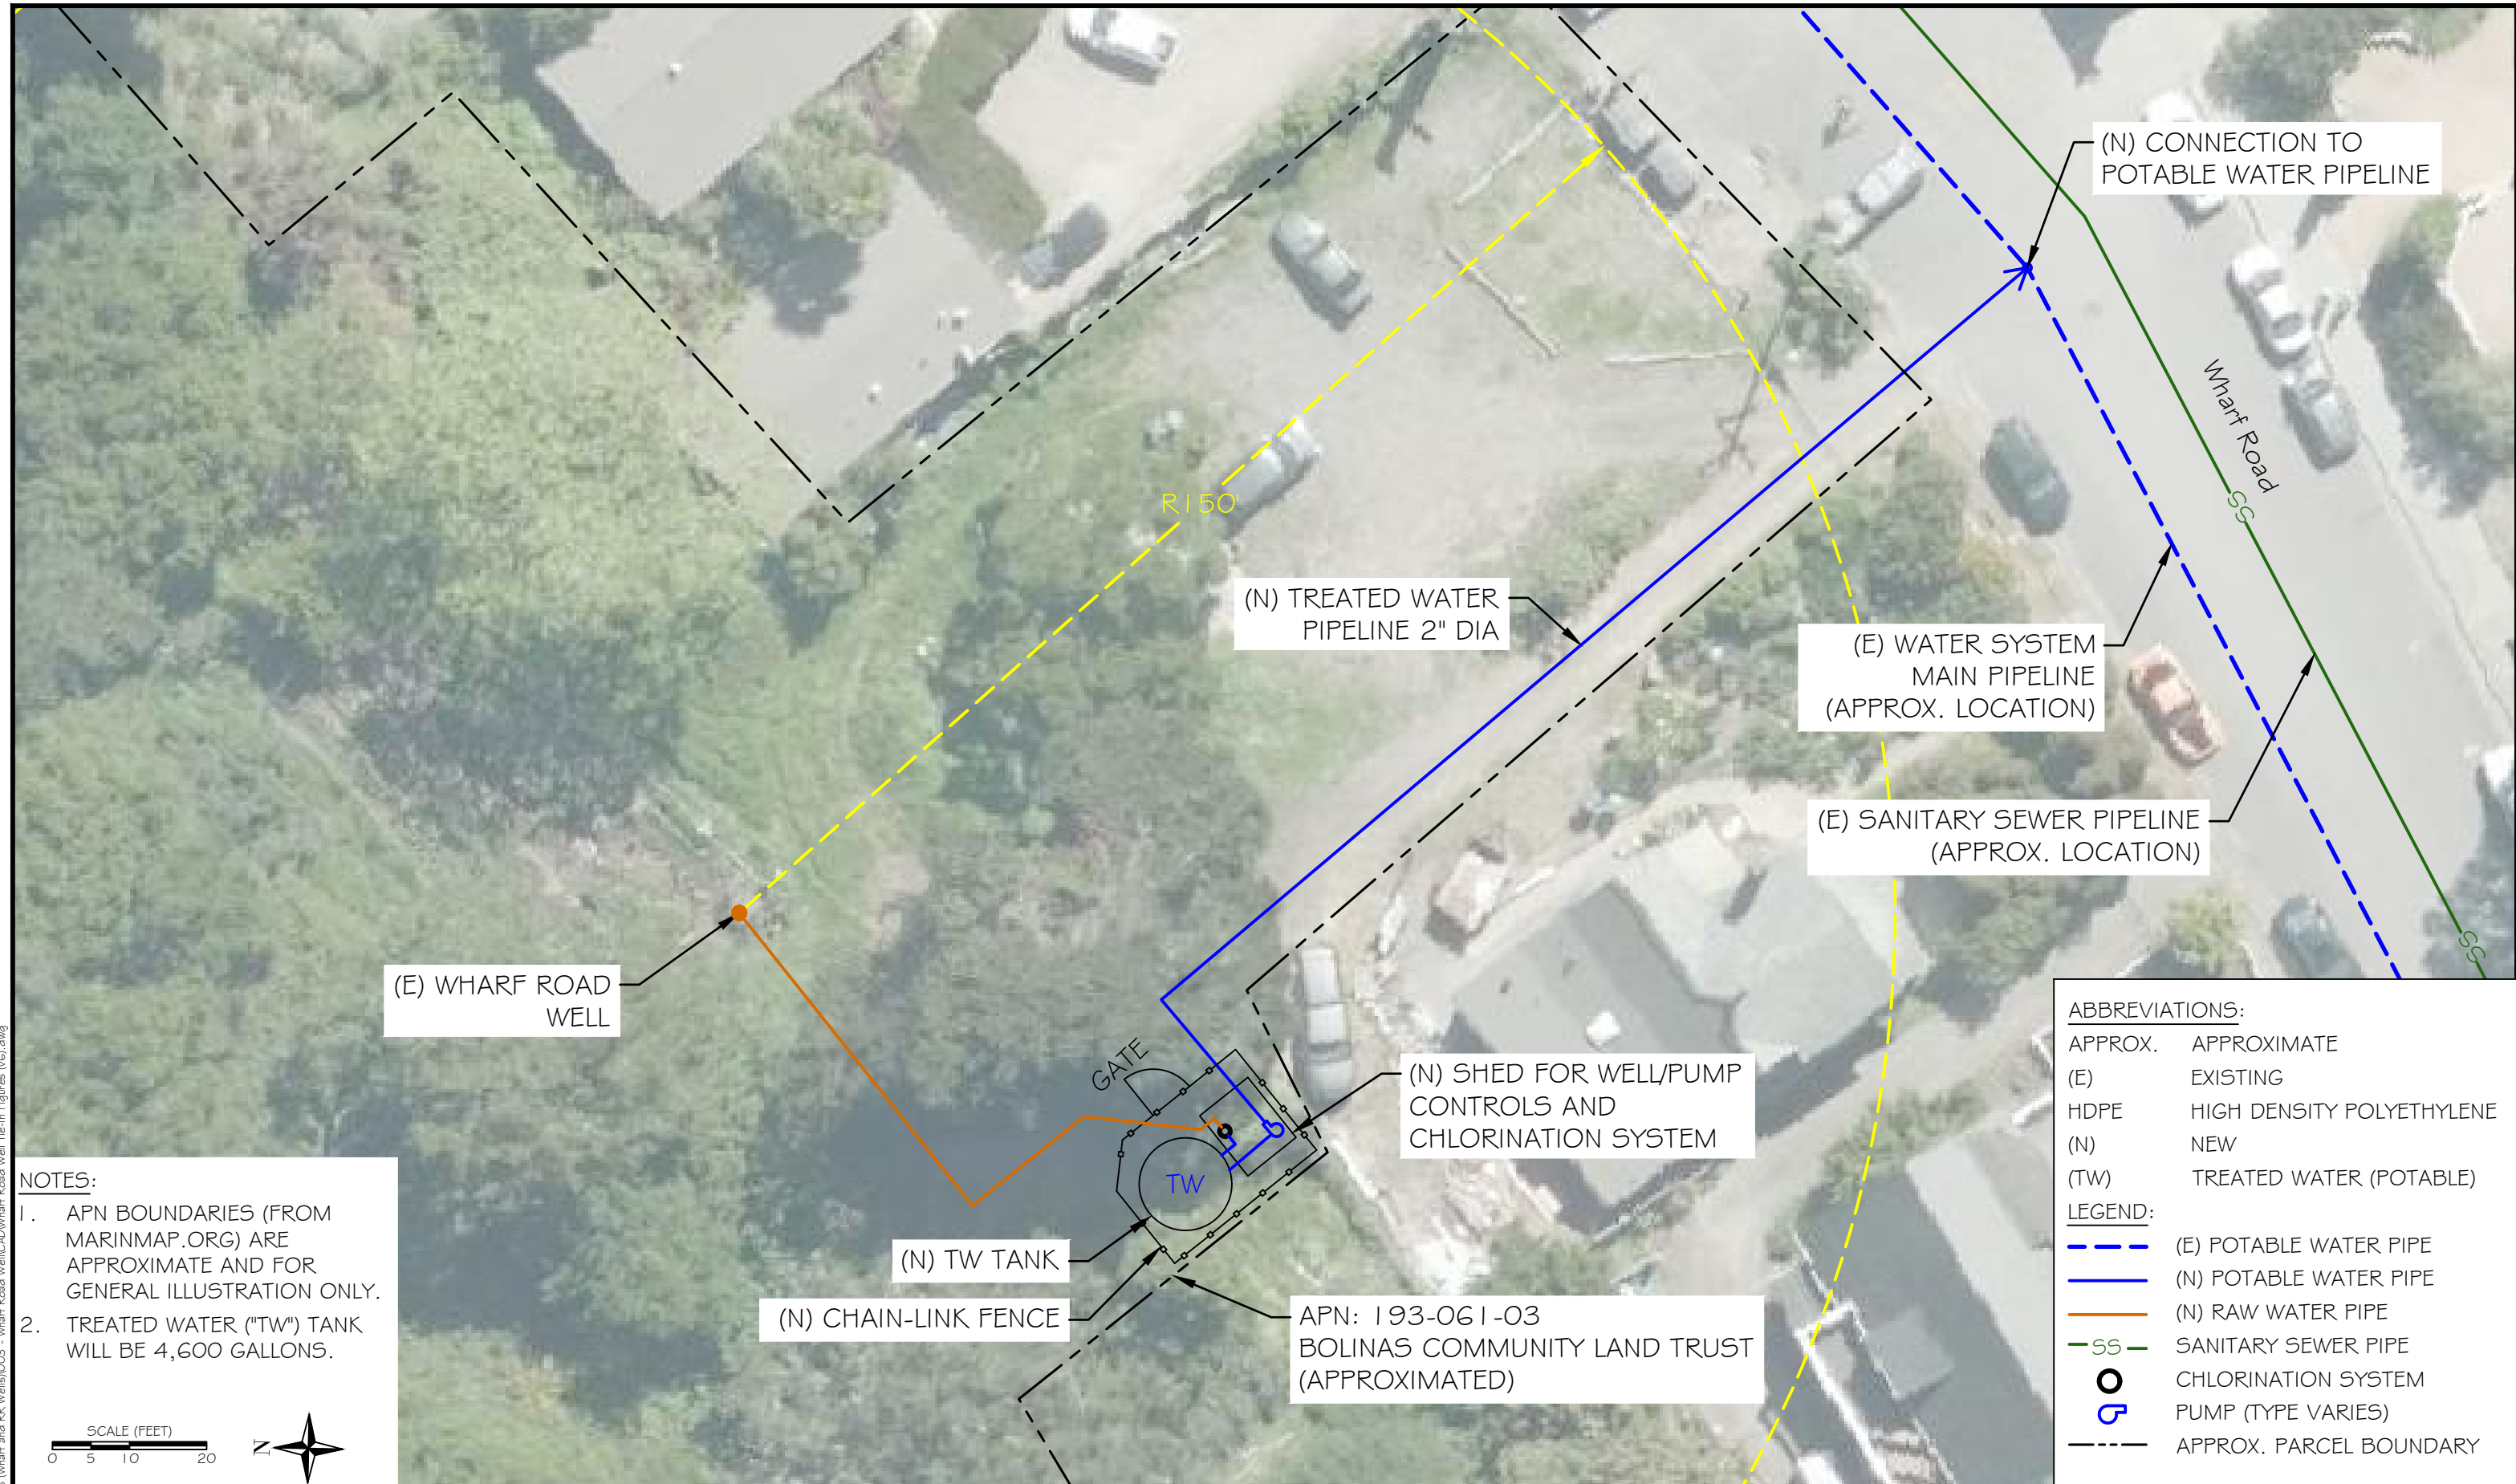 (N) CONNECTION TO
POTABLE WATER PIPELINE
Wharf Road
SS
R150'
(N) TREATED WATER
PIPELINE 2" DIA
(E) WATER SYSTEM
MAIN PIPELINE
(APPROX. LOCATION)
(E) SANITARY SEWER PIPELINE
(APPROX. LOCATION)
SS
(E) WHARF ROAD
WELL
GATE
(N) SHED FOR WELL/PUMP
CONTROLS AND
CHLORINATION SYSTEM
TW
(N) TW TANK
(N) CHAIN-LINK FENCE
APN: 193-061-03
BOLINAS COMMUNITY LAND TRUST
(APPROXIMATED)
NOTES:
1. APN BOUNDARIES (FROM
MARINMAP.ORG) ARE
APPROXIMATE AND FOR
GENERAL ILLUSTRATION ONLY.
2. TREATED WATER ("TW") TANK
WILL BE 4,600 GALLONS.
SCALE (FEET)
0 5 10 20
N
ABBREVIATIONS:
APPROX. APPROXIMATE
(E) EXISTING
HDPE HIGH DENSITY POLYETHYLENE
(N) NEW
(TW) TREATED WATER (POTABLE)
LEGEND:
(E) POTABLE WATER PIPE
(N) POTABLE WATER PIPE
(N) RAW WATER PIPE
SS SANITARY SEWER PIPE
CHLORINATION SYSTEM
PUMP (TYPE VARIES)
APPROX. PARCEL BOUNDARY